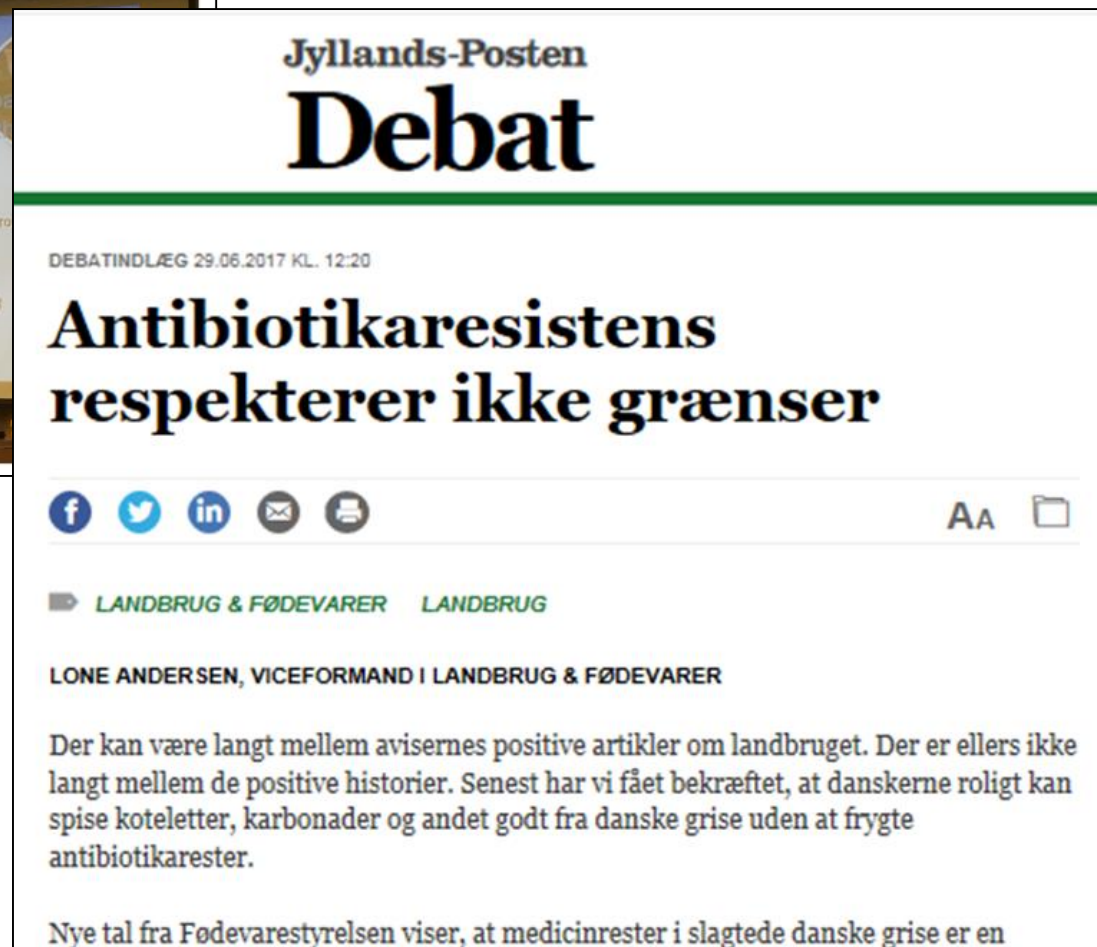 Jyllands-Posten
Debat
DEBATINDLÆG 29.06.2017 KL. 12:20
Antibiotikaresistens
respekterer ikke grænser
AA
LANDBRUG & FØDEVARER LANDBRUG
LONE ANDERSEN, VICEFORMAND I LANDBRUG & FØDEVARER
Der kan være langt mellem avisernes positive artikler om landbruget. Der er ellers ikke
langt mellem de positive historier. Senest har vi fået bekræftet, at danskerne roligt kan
spise koteletter, karbonader og andet godt fra danske grise uden at frygte
antibiotikarester.
Nye tal fra Fødevarestyrelsen viser, at medicinrester i slagtede danske grise er en